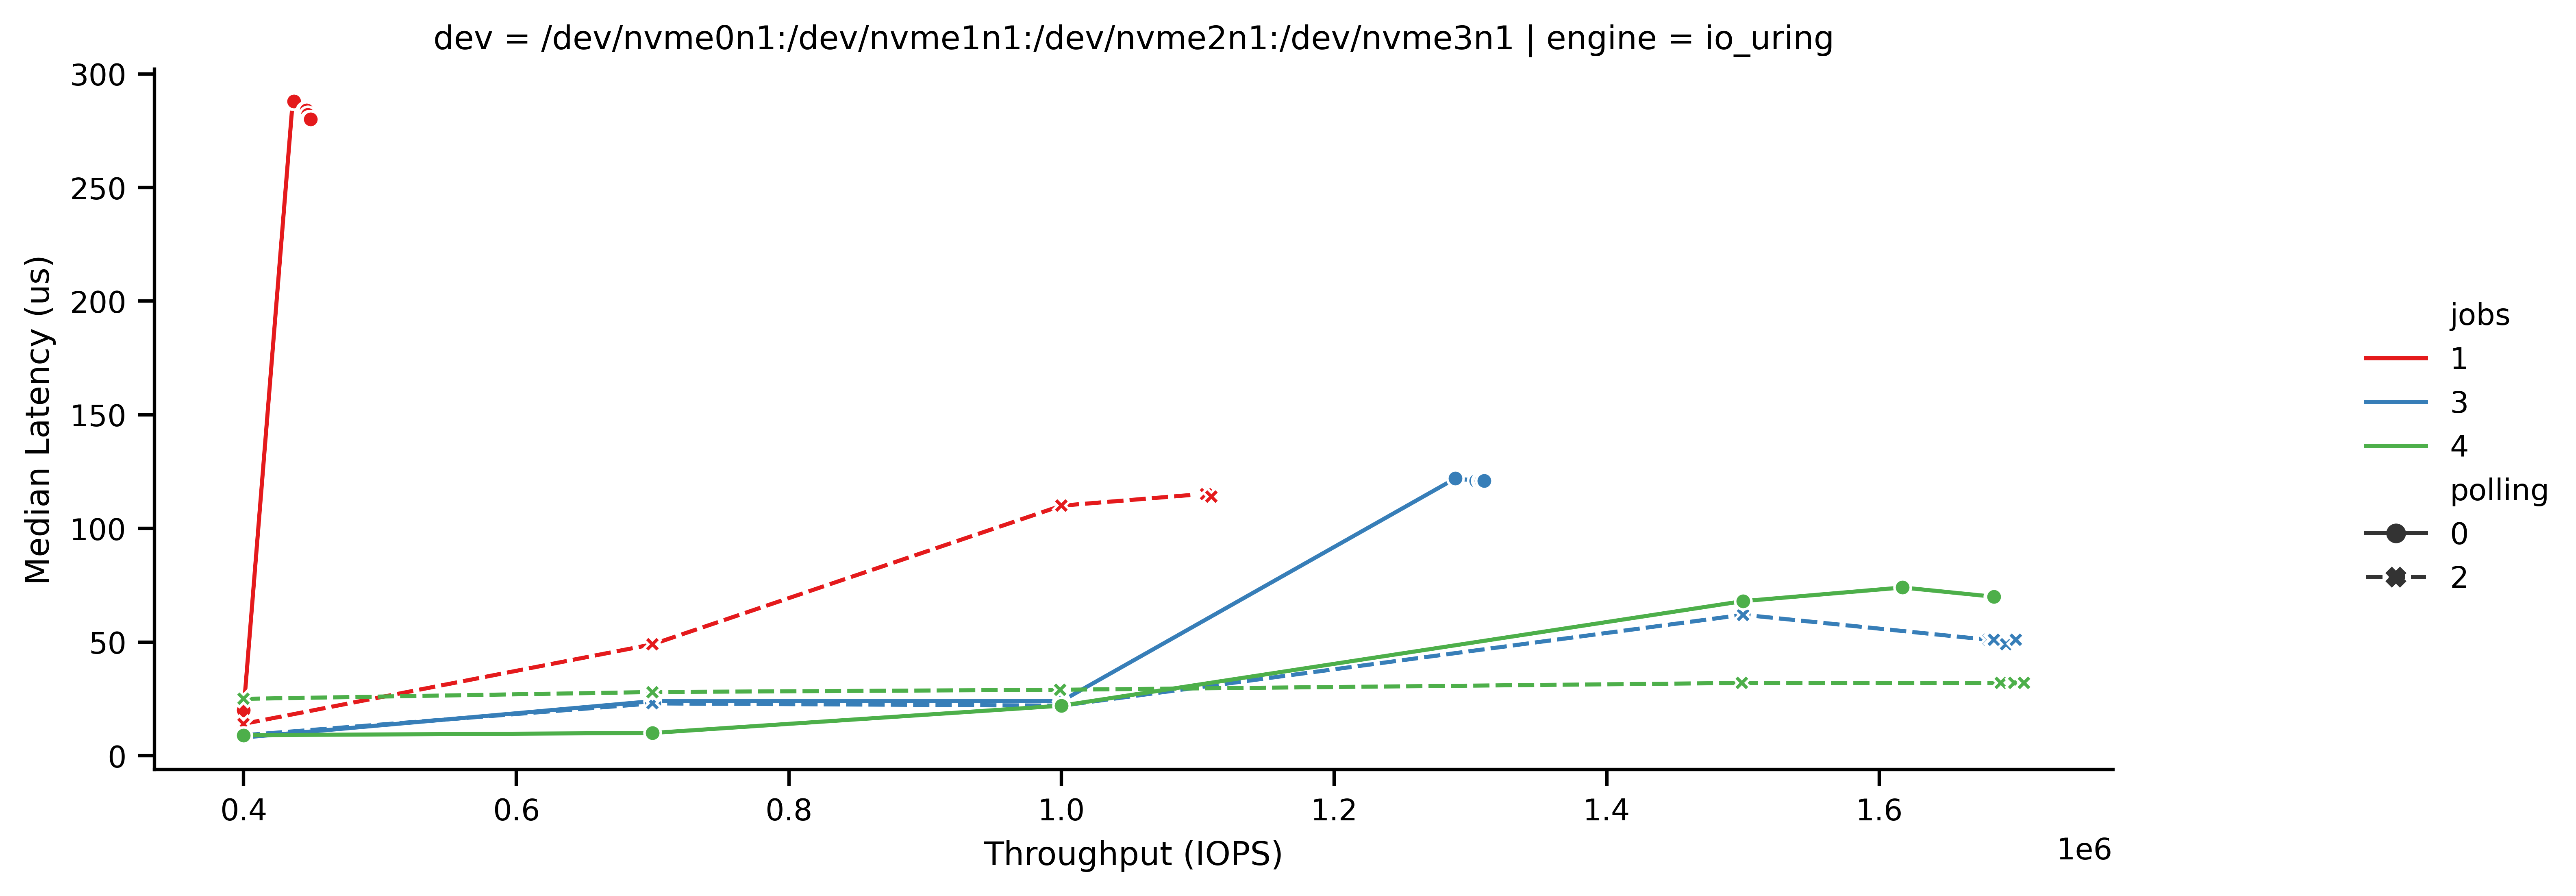 dev = /dev/nvme0n1:/dev/nvme1n1:/dev/nvme2n1:/dev/nvme3n1 | engine = io_uring
300
250
200
150
100
50
0
Median Latency (us)
0.4 0.6 0.8 1.0 1.2 1.4 1.6
1e6
Throughput (IOPS)
jobs
1
3
4
polling
0
2